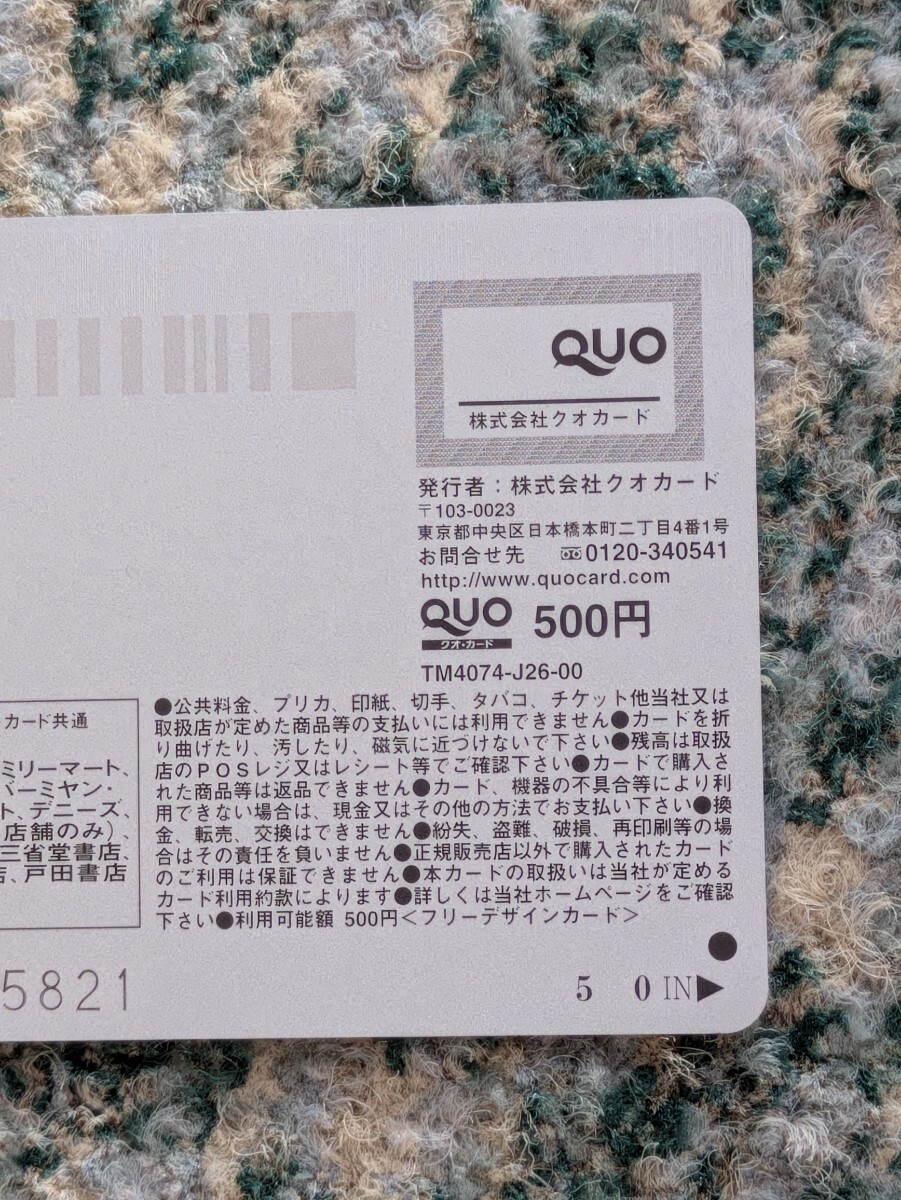 QUO
株式会社クオカード
発行者：株式会社クオカード
〒103-0023
東京都中央区日本橋本町二丁目4番1号
お問合せ先 0120-340541
http://www.quocard.com
QUO 500円
クオ・カード
TM4074-J26-00
●公共料金、プリカ、印紙、切手、タバコ、チケット他当社又は
取扱店が定めた商品等の支払いには利用できません●カードを折
り曲げたり、汚したり、磁気に近づけないで下さい●残高は取扱
店のPOSレジ又はレシート等でご確認下さい●カードで購入さ
れた商品等は返品できません●カード、機器の不具合等により利
用できない場合は、現金又はその他の方法でお支払い下さい●換
金、転売、交換はできません●紛失、盗難、破損、再印刷等の場
合はその責任を負いません●正規販売店以外で購入されたカード
のご利用は保証できません●本カードの取扱いは当社が定める
カード利用約款によります●詳しくは当社ホームページをご確認
下さい●利用可能額 500円＜フリーデザインカード＞
・カード共通
ミリーマート、
バーミヤン・
ト、デニーズ、
店舗のみ）、
三省堂書店、
、戸田書店
5821
5 0 IN▶